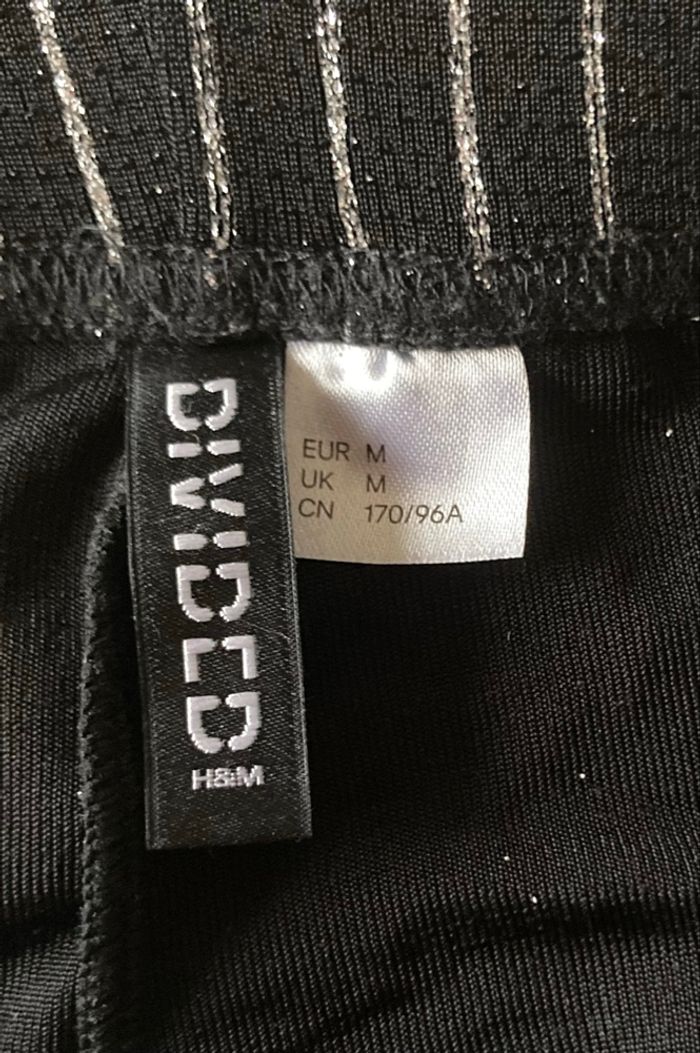 DIVIDED
H&M
EUR M
UK M
CN 170/96A